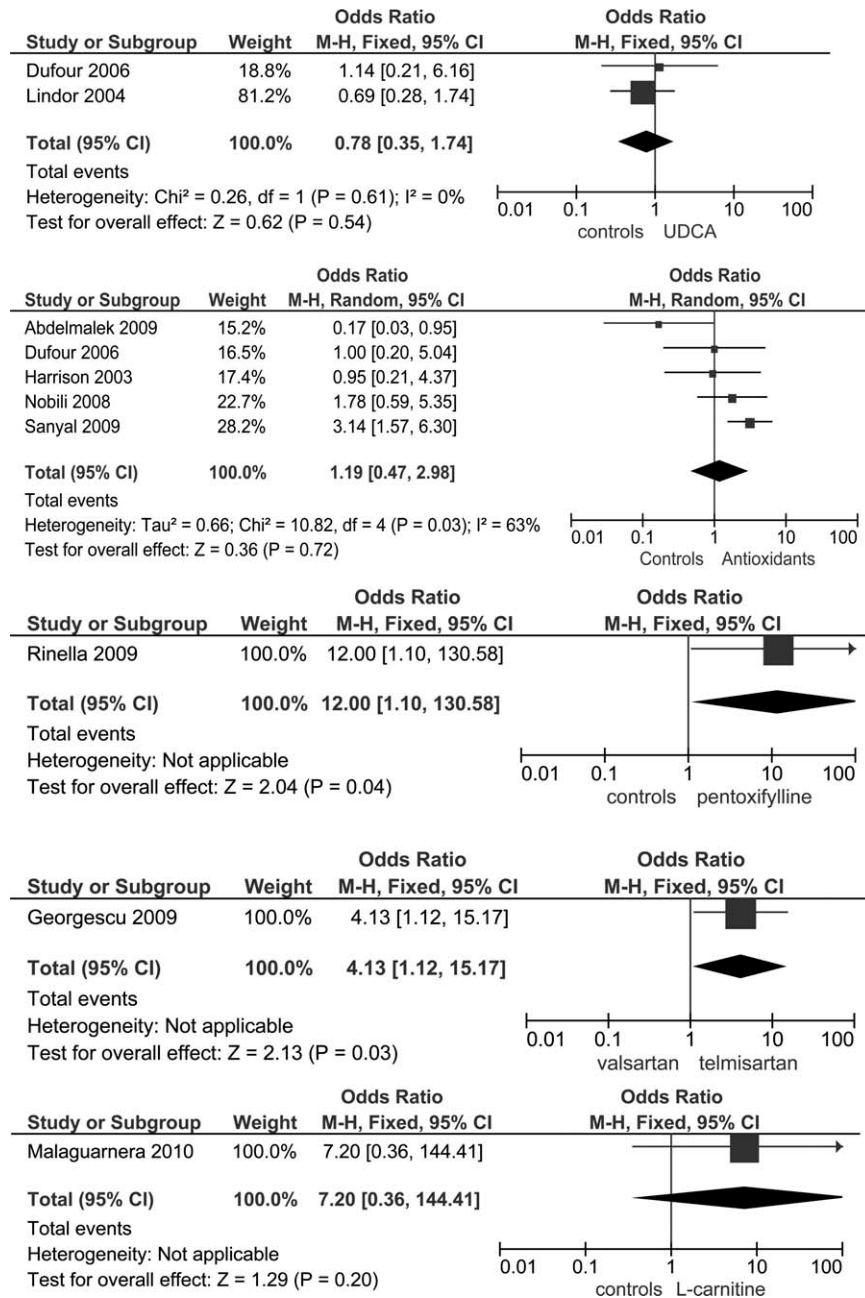 Odds Ratio Odds Ratio
Study or Subgroup Weight M-H, Fixed, 95% CI M-H, Fixed, 95% CI
Dufour 2006 18.8% 1.14 [0.21, 6.16]
Lindor 2004 81.2% 0.69 [0.28, 1.74]
Total (95% CI) 100.0% 0.78 [0.35, 1.74]
Total events
Heterogeneity: Chi² = 0.26, df = 1 (P = 0.61); I² = 0%
Test for overall effect: Z = 0.62 (P = 0.54)
0.01 0.1 1 10 100
controls UDCA
Odds Ratio Odds Ratio
Study or Subgroup Weight M-H, Random, 95% CI M-H, Random, 95% CI
Abdelmalek 2009 15.2% 0.17 [0.03, 0.95]
Dufour 2006 16.5% 1.00 [0.20, 5.04]
Harrison 2003 17.4% 0.95 [0.21, 4.37]
Nobili 2008 22.7% 1.78 [0.59, 5.35]
Sanyal 2009 28.2% 3.14 [1.57, 6.30]
Total (95% CI) 100.0% 1.19 [0.47, 2.98]
Total events
Heterogeneity: Tau² = 0.66; Chi² = 10.82, df = 4 (P = 0.03); I² = 63%
Test for overall effect: Z = 0.36 (P = 0.72)
0.01 0.1 1 10 100
Controls Antioxidants
Odds Ratio Odds Ratio
Study or Subgroup Weight M-H, Fixed, 95% CI M-H, Fixed, 95% CI
Rinella 2009 100.0% 12.00 [1.10, 130.58]
Total (95% CI) 100.0% 12.00 [1.10, 130.58]
Total events
Heterogeneity: Not applicable
Test for overall effect: Z = 2.04 (P = 0.04)
0.01 0.1 1 10 100
controls pentoxifylline
Odds Ratio Odds Ratio
Study or Subgroup Weight M-H, Fixed, 95% CI M-H, Fixed, 95% CI
Georgescu 2009 100.0% 4.13 [1.12, 15.17]
Total (95% CI) 100.0% 4.13 [1.12, 15.17]
Total events
Heterogeneity: Not applicable
Test for overall effect: Z = 2.13 (P = 0.03)
0.01 0.1 1 10 100
valsartan telmisartan
Odds Ratio Odds Ratio
Study or Subgroup Weight M-H, Fixed, 95% CI M-H, Fixed, 95% CI
Malaguarnera 2010 100.0% 7.20 [0.36, 144.41]
Total (95% CI) 100.0% 7.20 [0.36, 144.41]
Total events
Heterogeneity: Not applicable
Test for overall effect: Z = 1.29 (P = 0.20)
0.01 0.1 1 10 100
controls L-carnitine